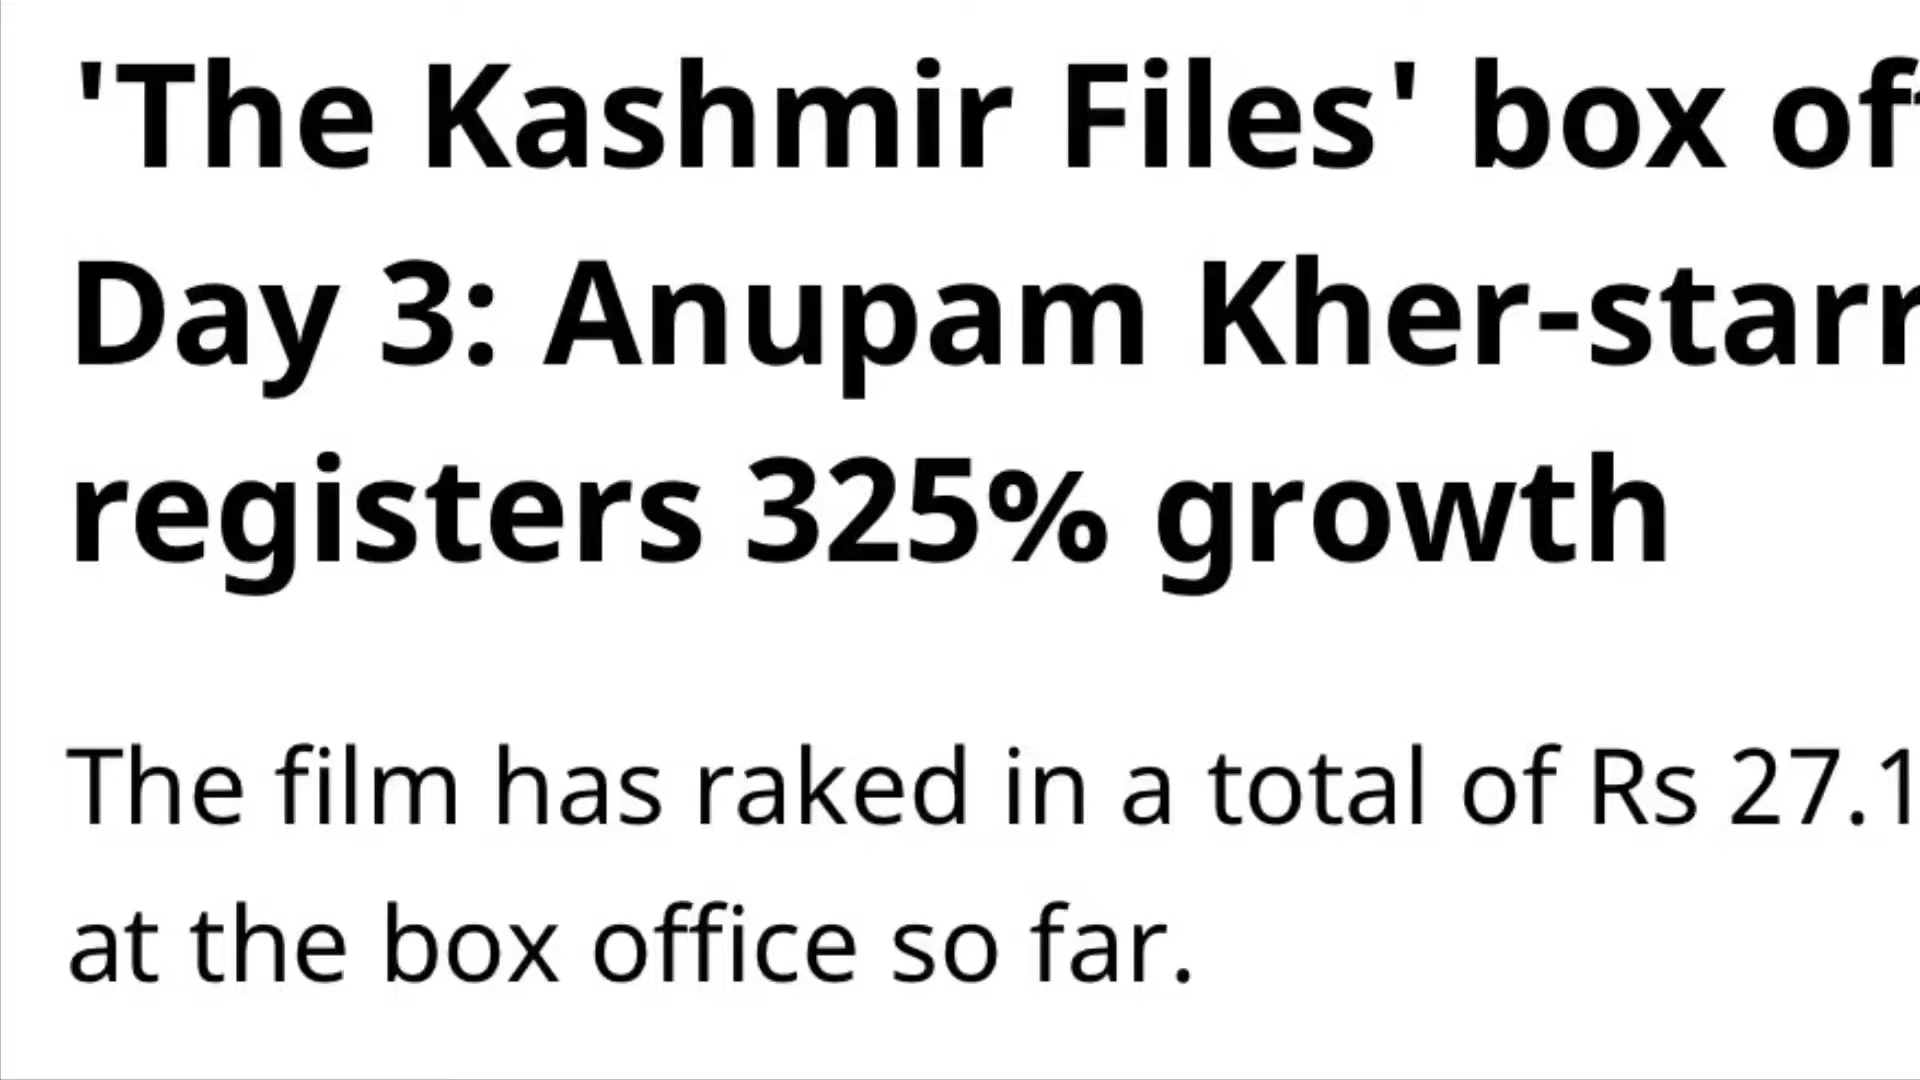 'The Kashmir Files' box of
Day 3: Anupam Kher-starr
registers 325% growth
The film has raked in a total of Rs 27.1
at the box office so far.